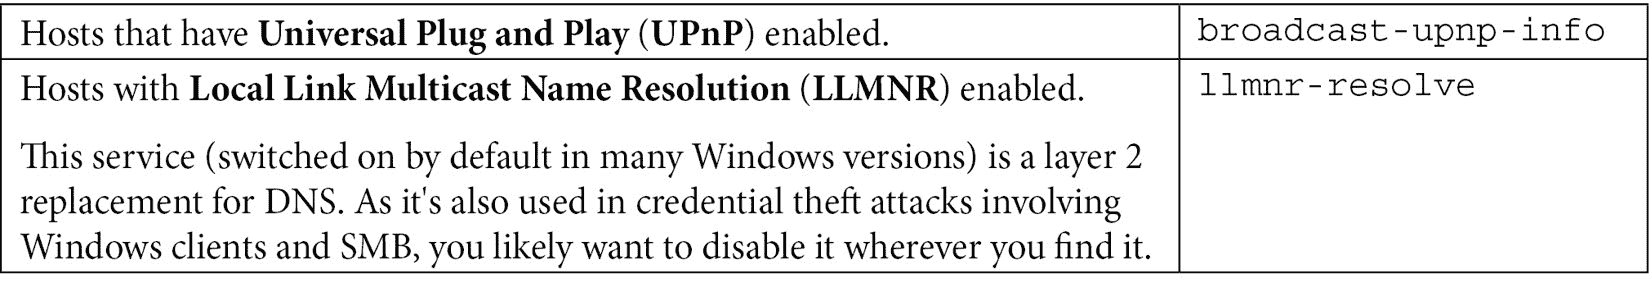 Hosts that have Universal Plug and Play (UPnP) enabled.
broadcast-upnp-info
Hosts with Local Link Multicast Name Resolution (LLMNR) enabled.
llmnr-resolve
This service (switched on by default in many Windows versions) is a layer 2
replacement for DNS. As it's also used in credential theft attacks involving
Windows clients and SMB, you likely want to disable it wherever you find it.